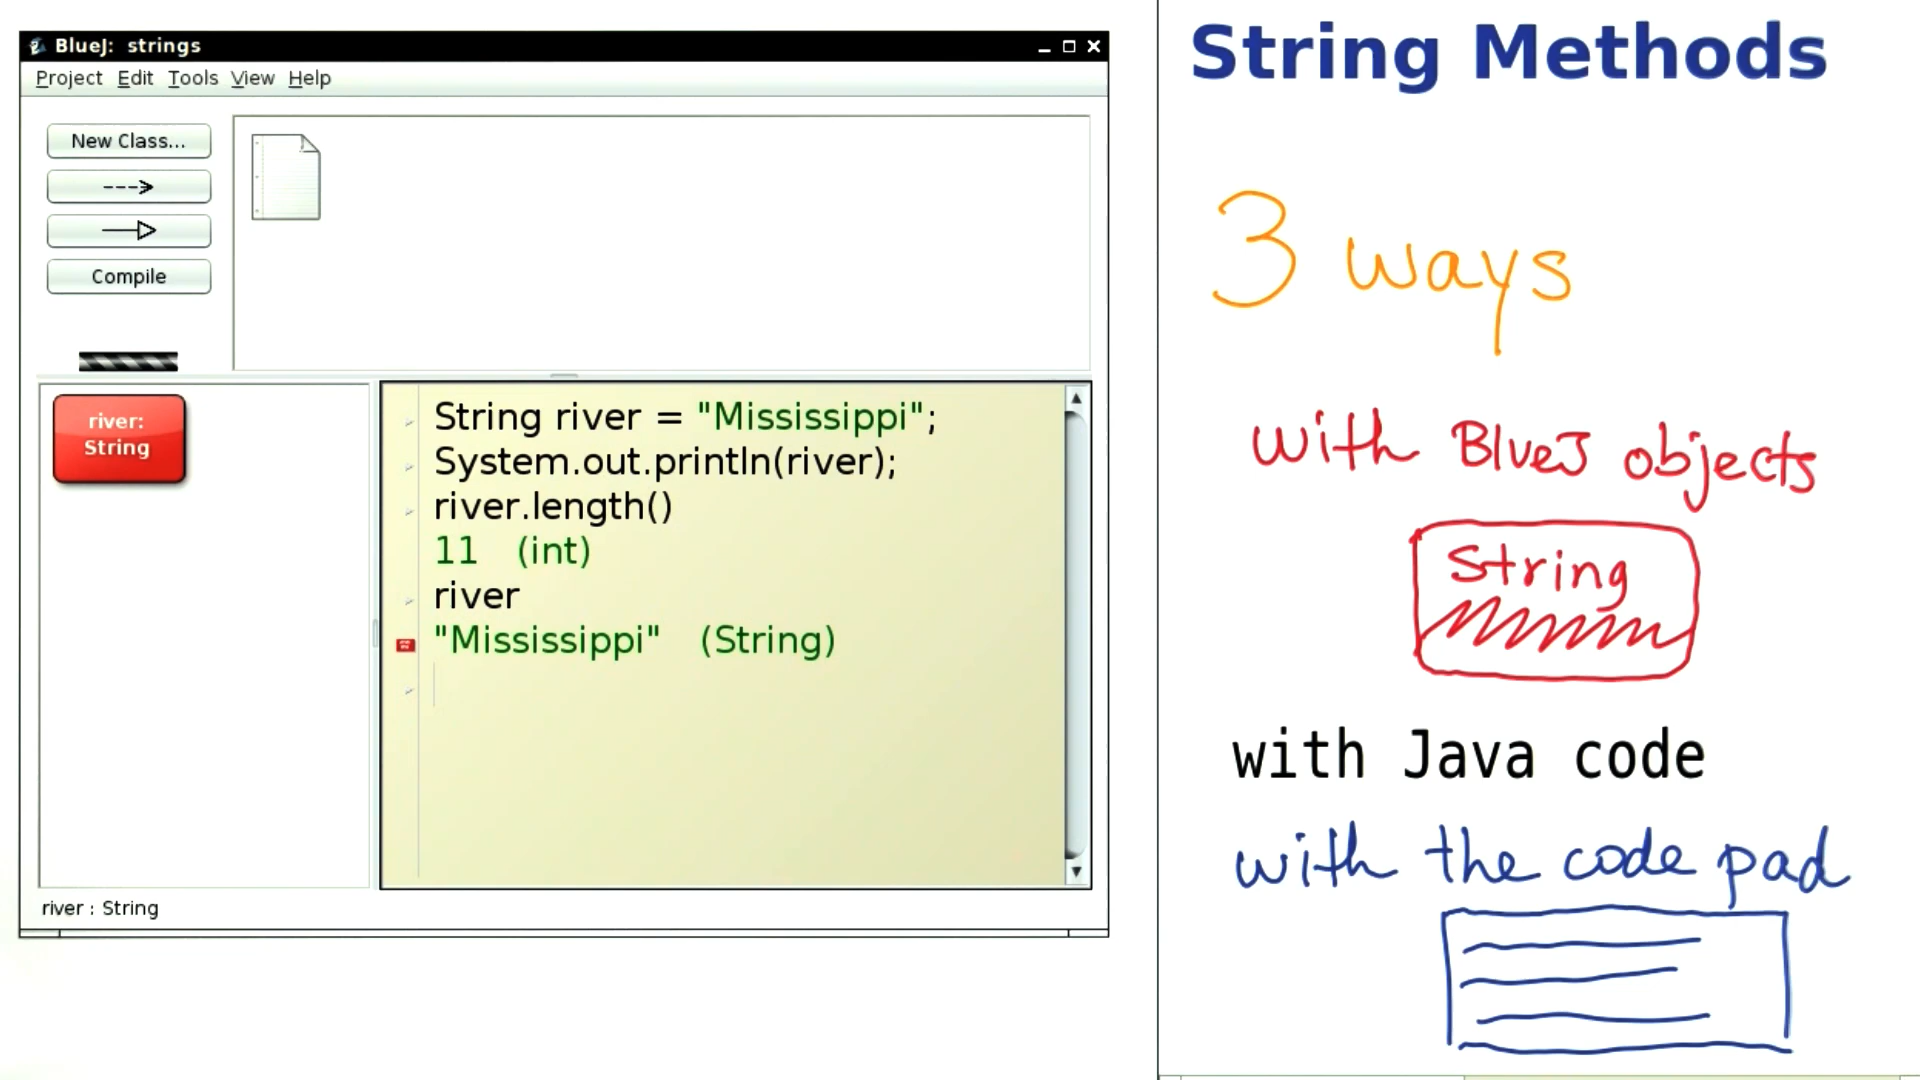 BlueJ: strings
Project Edit Tools View Help
New Class...
Compile
river:
String
String river = "Mississippi";
System.out.println(river);
river.length()
11 (int)
river
"Mississippi" (String)
river : String
String Methods
3 ways
with BlueJ objects
String
with Java code
with the code pad